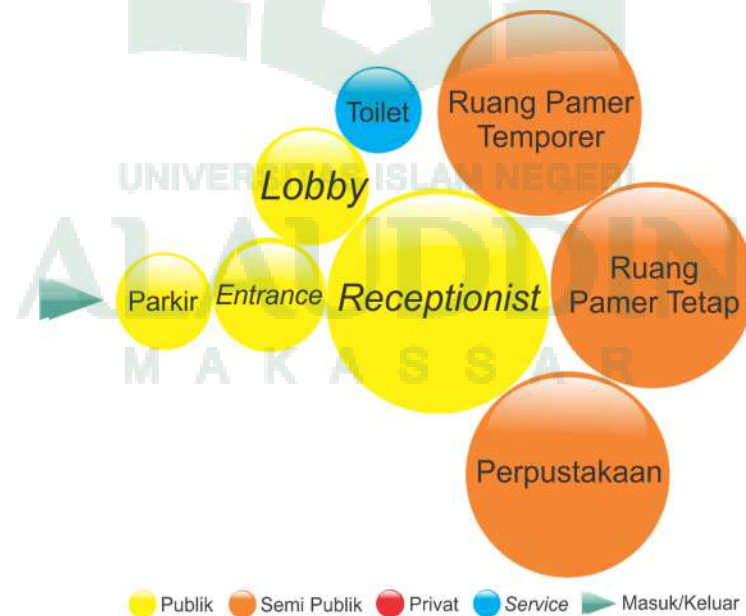 Toilet
Ruang Pamer
Temporer
Lobby
UNIVERSITAS ISLAM NEGERI
ALAUDDIN
MAKASSAR
Parkir
Entrance
Receptionist
Ruang
Pamer Tetap
Perpustakaan
Publik
Semi Publik
Privat
Service
Masuk/Keluar